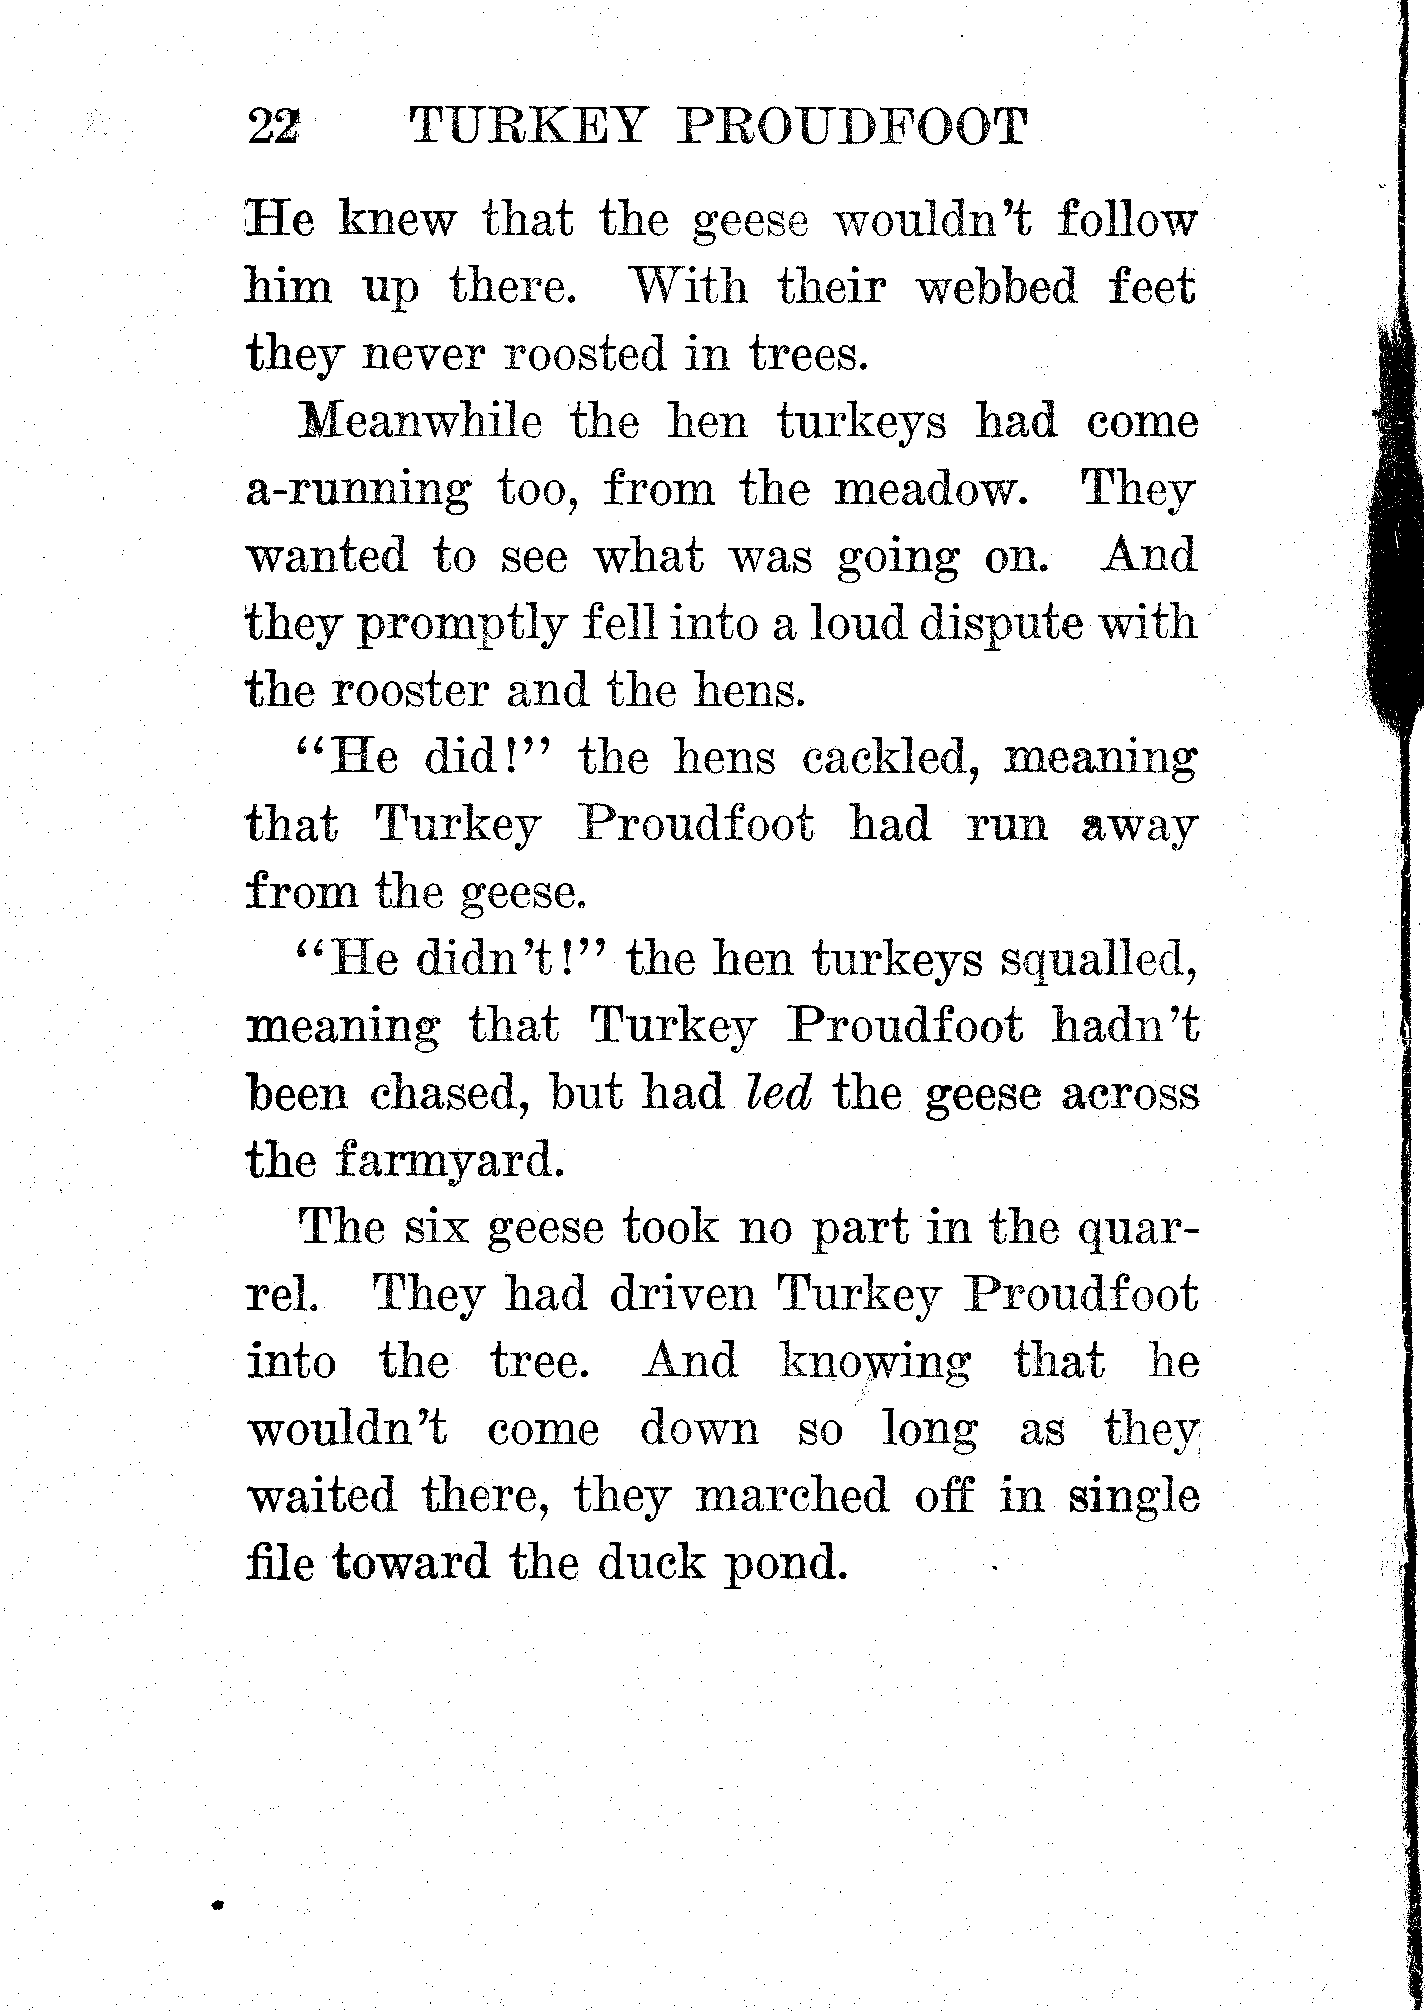 22 TURKEY PROUDFOOT
He knew that the geese wouldn't follow
him up there. With their webbed feet
they never roosted in trees.
Meanwhile the hen turkeys had come
a-running too, from the meadow. They
wanted to see what was going on. And
they promptly fell into a loud dispute with
the rooster and the hens.
"He did!" the hens cackled, meaning
that Turkey Proudfoot had run away
from the geese.
"He didn't!" the hen turkeys squalled,
meaning that Turkey Proudfoot hadn't
been chased, but had led the geese across
the farmyard.
The six geese took no part in the quar-
rel. They had driven Turkey Proudfoot
into the tree. And knowing that he
wouldn't come down so long as they
waited there, they marched off in single
file toward the duck pond.